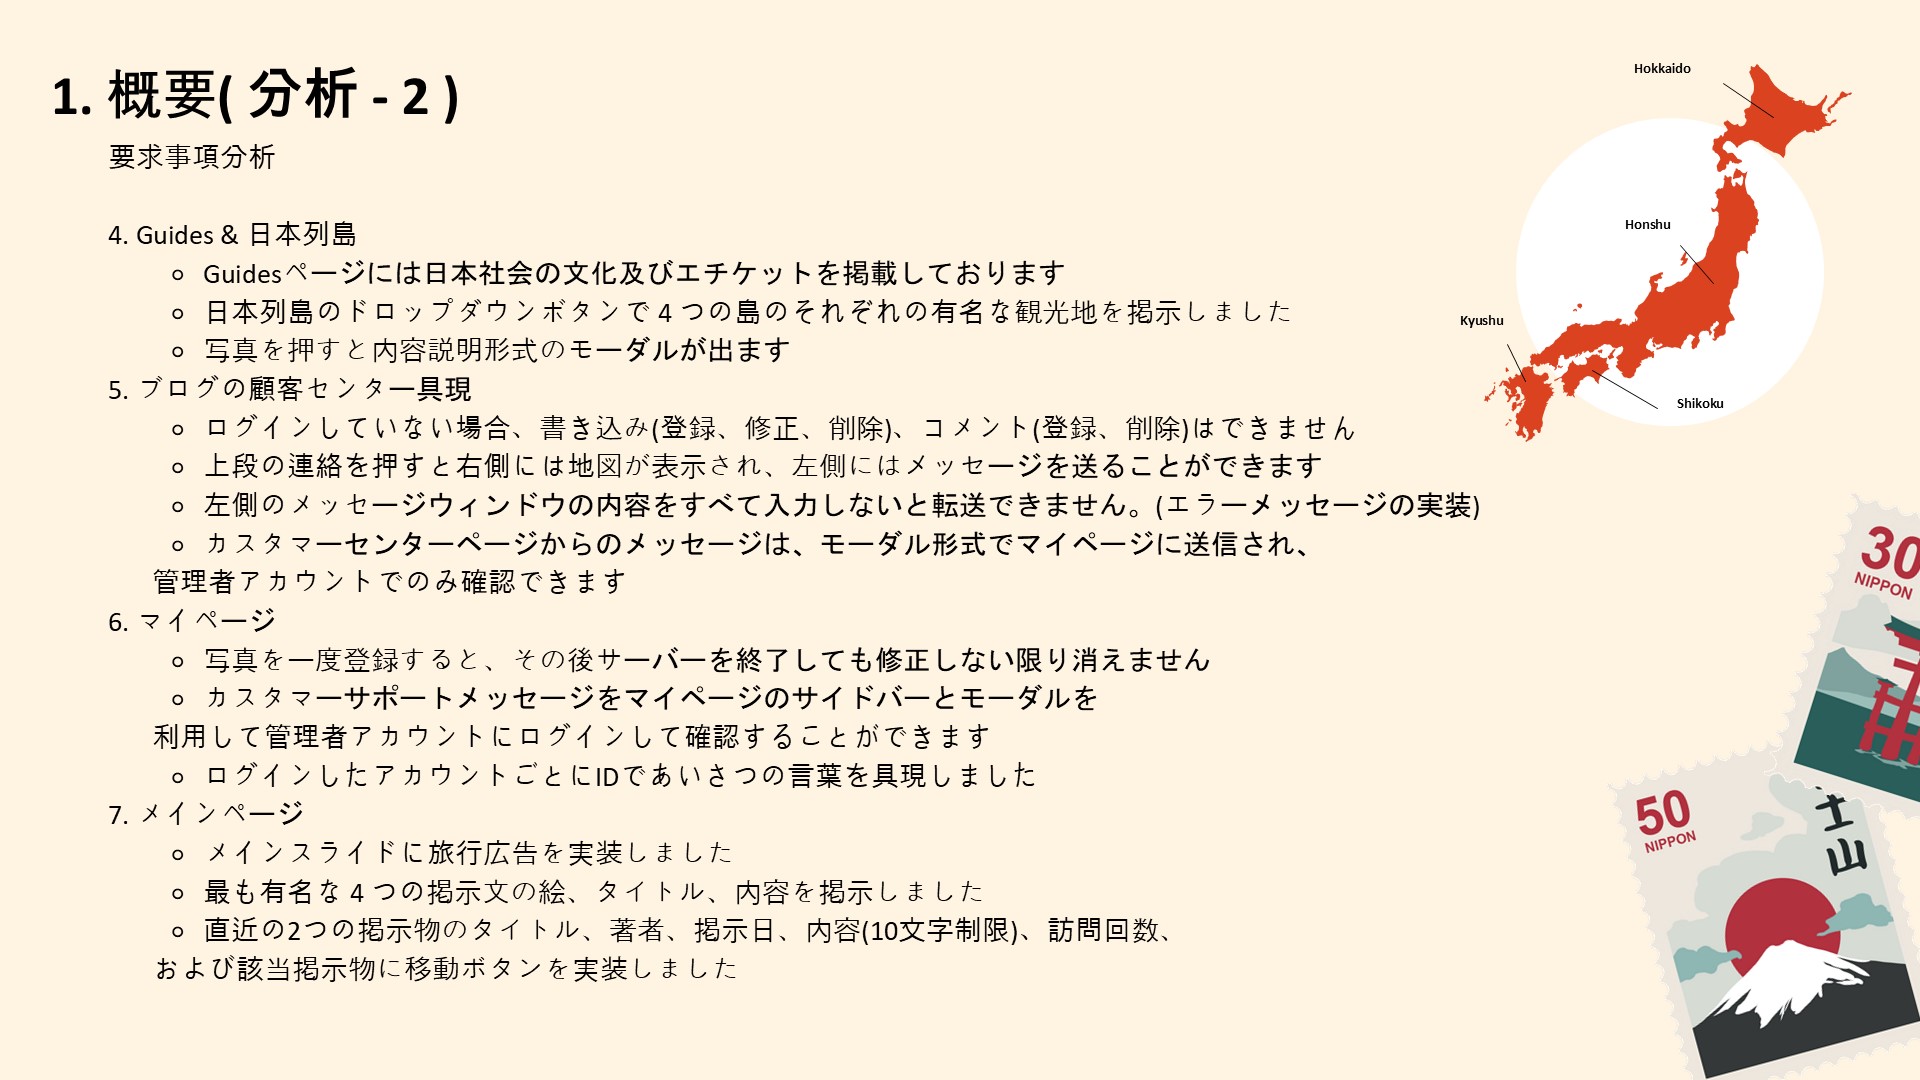 1. 概要( 分析 - 2 )
要求事項分析
4. Guides & 日本列島
Guidesページには日本社会の文化及びエチケットを掲載しております
日本列島のドロップダウンボタンで 4 つの島のそれぞれの有名な観光地を掲示しました
写真を押すと内容説明形式のモーダルが出ます
5. ブログの顧客センター具現
ログインしていない場合、書き込み(登録、修正、削除)、コメント(登録、削除)はできません
上段の連絡を押すと右側には地図が表示され、左側にはメッセージを送ることができます
左側のメッセージウィンドウの内容をすべて入力しないと転送できません。(エラーメッセージの実装)
カスタマーセンターページからのメッセージは、モーダル形式でマイページに送信され、
管理者アカウントでのみ確認できます
6. マイページ
写真を一度登録すると、その後サーバーを終了しても修正しない限り消えません
カスタマーサポートメッセージをマイページのサイドバーとモーダルを
利用して管理者アカウントにログインして確認することができます
ログインしたアカウントごとにIDであいさつの言葉を具現しました
7. メインページ
メインスライドに旅行広告を実装しました
最も有名な 4 つの掲示文の絵、タイトル、内容を掲示しました
直近の2つの掲示物のタイトル、著者、掲示日、内容(10文字制限)、訪問回数、
および該当掲示物に移動ボタンを実装しました
Hokkaido
Honshu
Kyushu
Shikoku
30
NIPPON
50
NIPPON
士山